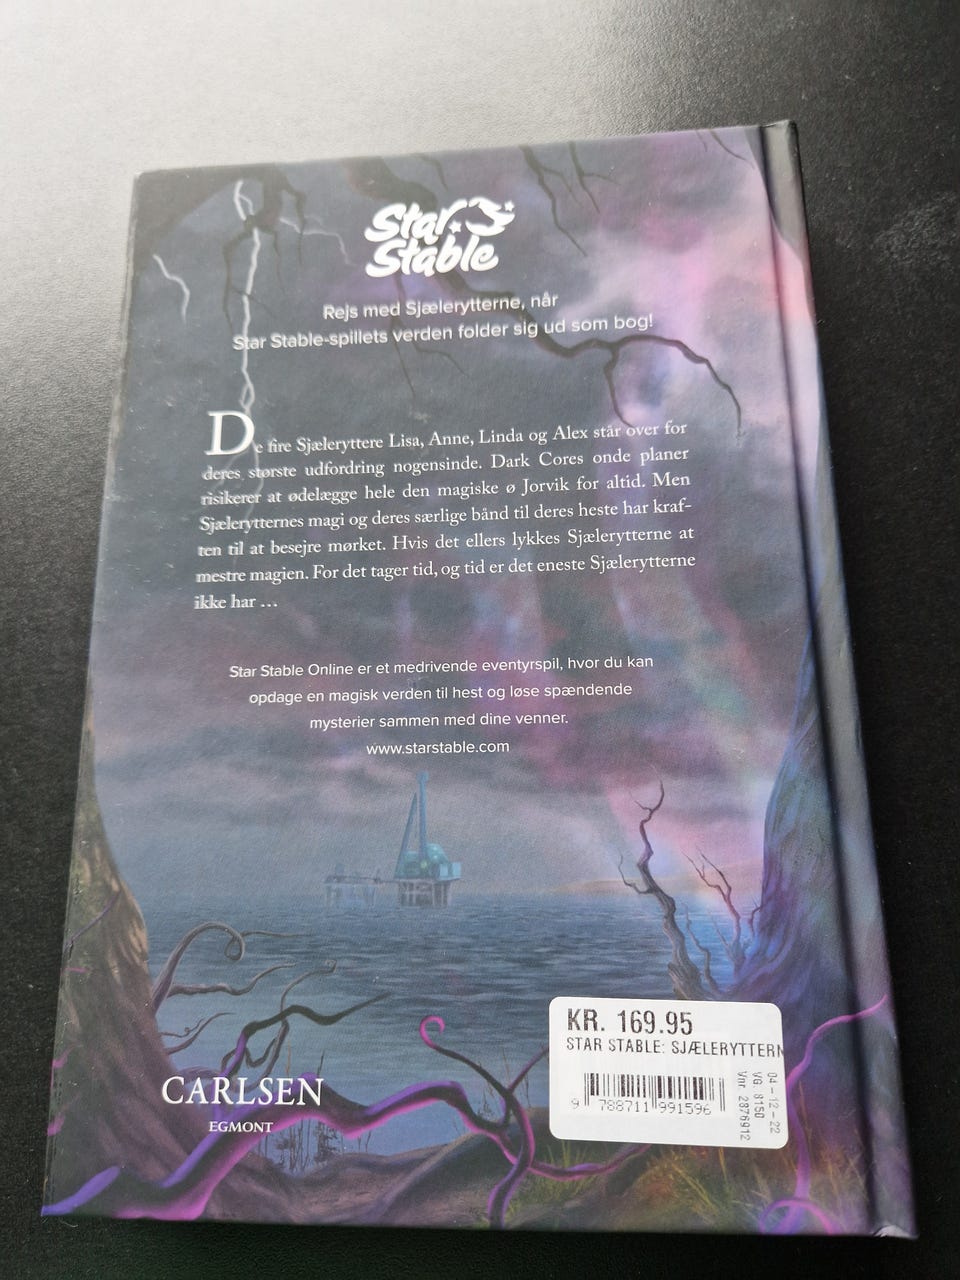 Star
Stable
Rejs med Sjælerytterne, når
Star Stable-spillets verden folder sig ud som bog!
De fire Sjæleryttere Lisa, Anne, Linda og Alex står over for
deres største udfordring nogensinde. Dark Cores onde planer
risikerer at ødelægge hele den magiske ø Jorvik for altid. Men
Sjælerytternes magi og deres særlige bånd til deres heste har kraf-
ten til at besejre mørket. Hvis det ellers lykkes Sjælerytterne at
mestre magien. For det tager tid, og tid er det eneste Sjælerytterne
ikke har ...
Star Stable Online er et medrivende eventyrspil, hvor du kan
opdage en magisk verden til hest og løse spændende
mysterier sammen med dine venner.
www.starstable.com
KR. 169.95
STAR STABLE: SJÆLERYTTERN
9 788711 991596
04-12-22
VG. 8150
Vnr 2876912
CARLSEN
EGMONT